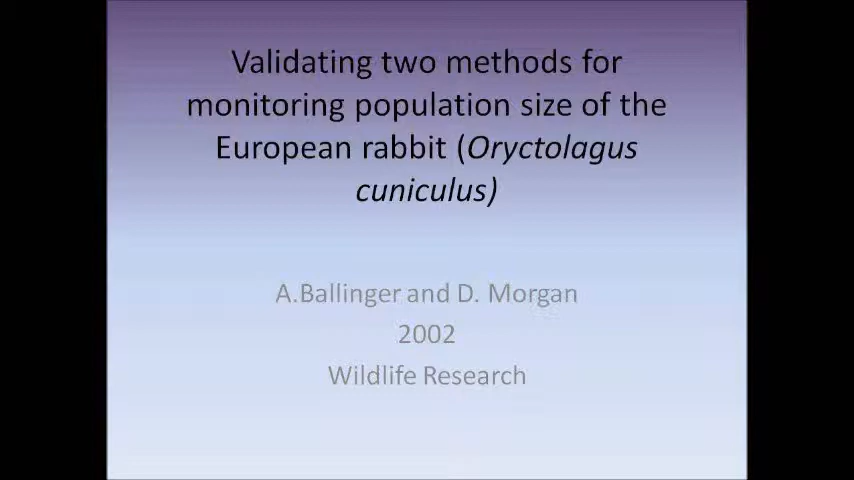 Validating two methods for
monitoring population size of the
European rabbit (Oryctolagus
cuniculus)
A.Ballinger and D. Morgan
2002
Wildlife Research